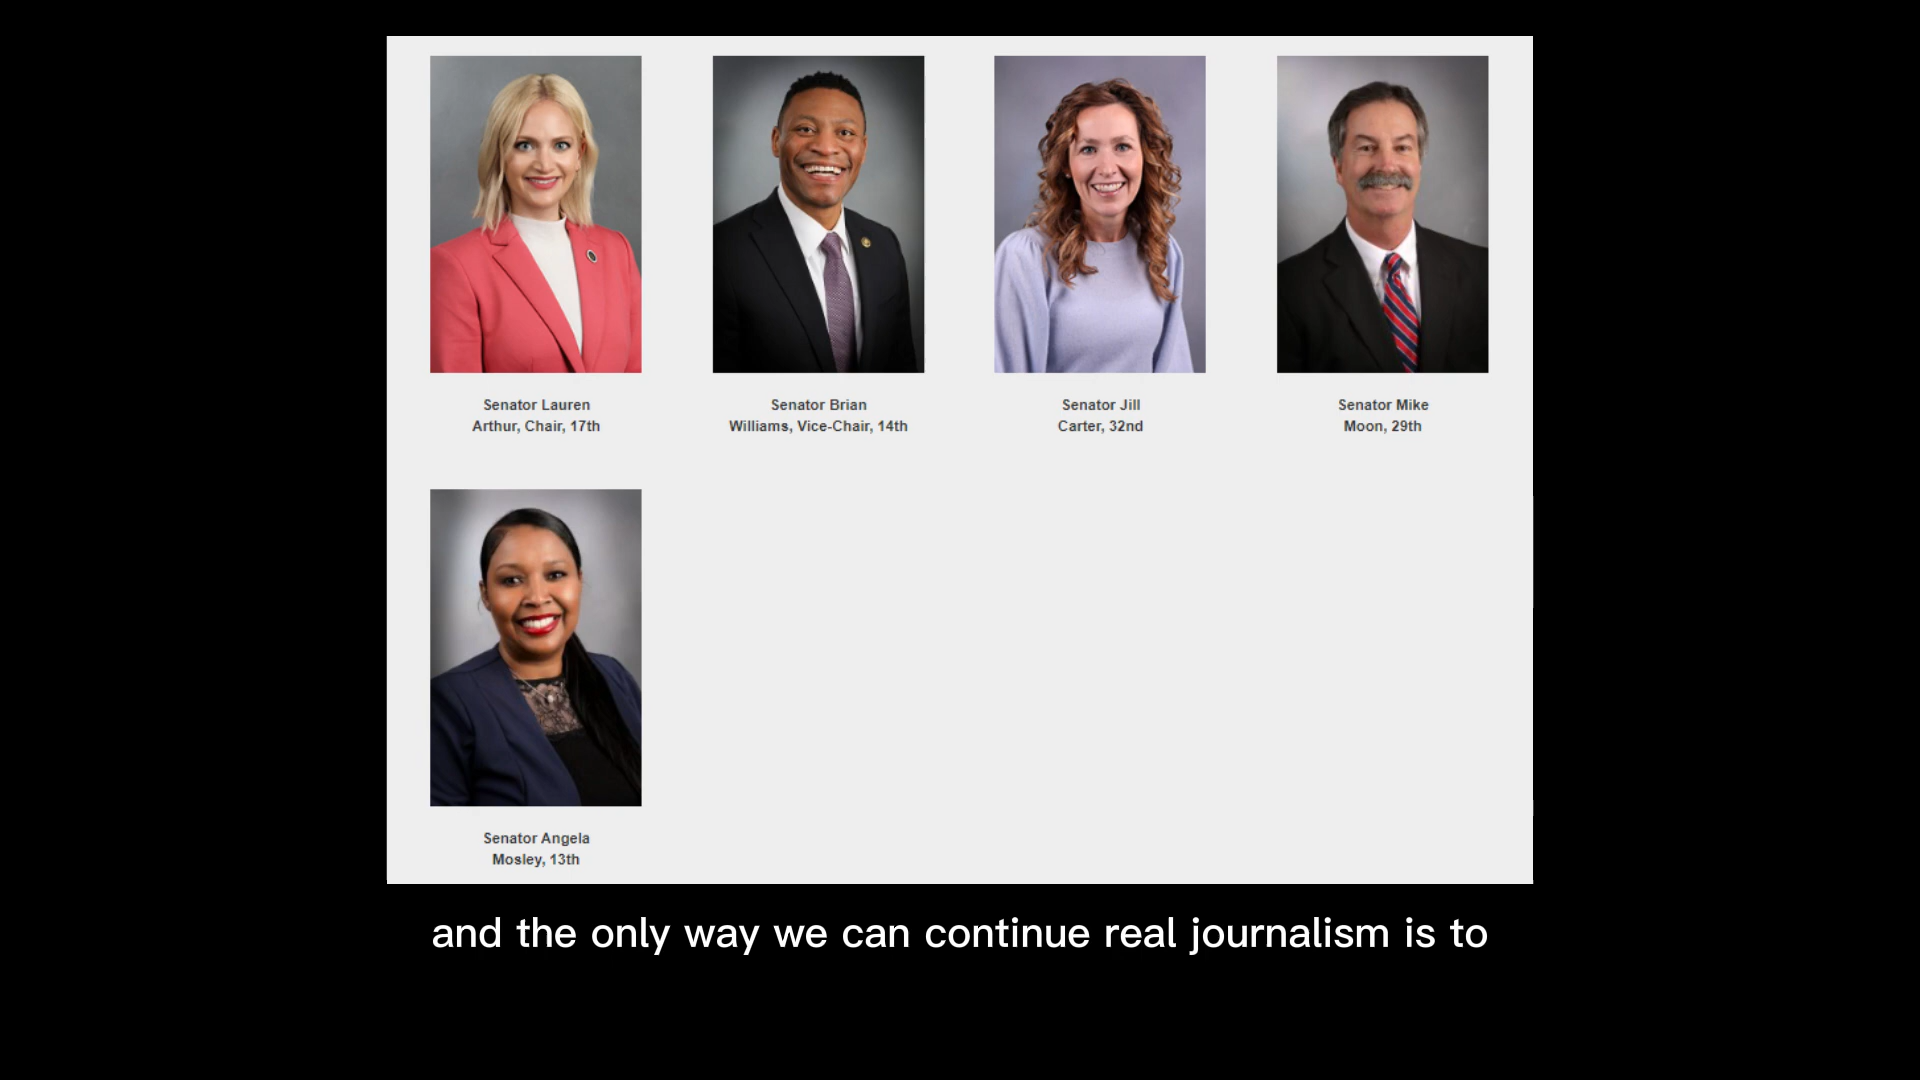 Senator Lauren
Arthur, Chair, 17th
Senator Brian
Williams, Vice-Chair, 14th
Senator Jill
Carter, 32nd
Senator Mike
Moon, 29th
Senator Angela
Mosley, 13th
and the only way we can continue real journalism is to